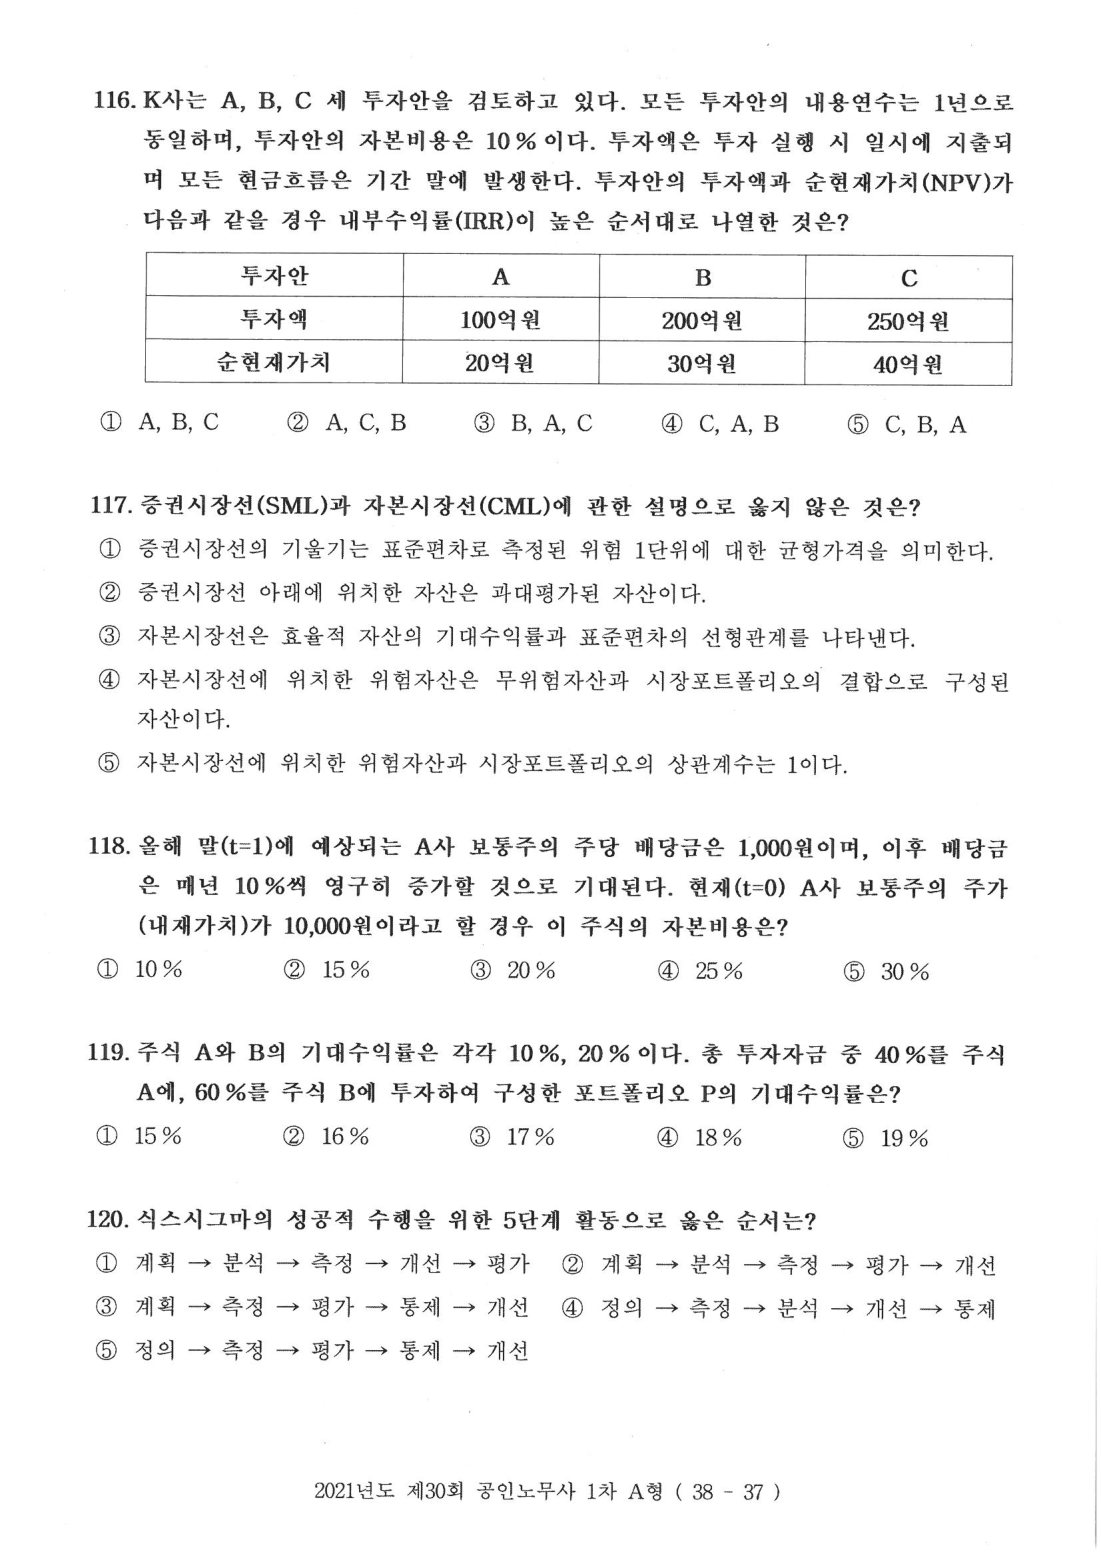 116. K사는 A, B, C 세 투자안을 검토하고 있다. 모든 투자안의 내용연수는 1년으로
동일하며, 투자안의 자본비용은 10 % 이다. 투자액은 투자 실행 시 일시에 지출되
며 모든 현금흐름은 기간 말에 발생한다. 투자안의 투자액과 순현재가치(NPV)가
다음과 같을 경우 내부수익률(IRR)이 높은 순서대로 나열한 것은?
투자안 A B C
투자액 100억원 200억원 250억원
순현재가치 20억원 30억원 40억원
① A, B, C ② A, C, B ③ B, A, C ④ C, A, B ⑤ C, B, A
117. 증권시장선(SML)과 자본시장선(CML)에 관한 설명으로 옳지 않은 것은?
① 증권시장선의 기울기는 표준편차로 측정된 위험 1단위에 대한 균형가격을 의미한다.
② 증권시장선 아래에 위치한 자산은 과대평가된 자산이다.
③ 자본시장선은 효율적 자산의 기대수익률과 표준편차의 선형관계를 나타낸다.
④ 자본시장선에 위치한 위험자산은 무위험자산과 시장포트폴리오의 결합으로 구성된
자산이다.
⑤ 자본시장선에 위치한 위험자산과 시장포트폴리오의 상관계수는 1이다.
118. 올해 말(t=1)에 예상되는 A사 보통주의 주당 배당금은 1,000원이며, 이후 배당금
은 매년 10 %씩 영구히 증가할 것으로 기대된다. 현재(t=0) A사 보통주의 주가
(내재가치)가 10,000원이라고 할 경우 이 주식의 자본비용은?
① 10 % ② 15 % ③ 20 % ④ 25 % ⑤ 30 %
119. 주식 A와 B의 기대수익률은 각각 10 %, 20 % 이다. 총 투자자금 중 40 %를 주식
A에, 60 %를 주식 B에 투자하여 구성한 포트폴리오 P의 기대수익률은?
① 15 % ② 16 % ③ 17 % ④ 18 % ⑤ 19 %
120. 식스시그마의 성공적 수행을 위한 5단계 활동으로 옳은 순서는?
① 계획 → 분석 → 측정 → 개선 → 평가 ② 계획 → 분석 → 측정 → 평가 → 개선
③ 계획 → 측정 → 평가 → 통제 → 개선 ④ 정의 → 측정 → 분석 → 개선 → 통제
⑤ 정의 → 측정 → 평가 → 통제 → 개선
2021년도 제30회 공인노무사 1차 A형 ( 38 - 37 )